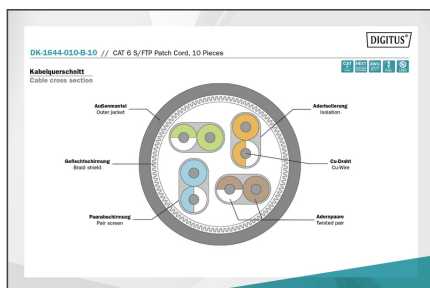 DIGITUS®
DK-1644-010-B-10 // CAT 6 S/FTP Patch Cord, 10 Pieces
Kabelquerschnitt
Cable cross section
Außenmantel
Outer jacket
Aderisolierung
Isolation
Geflechtschirmung
Braid shield
Cu-Draht
Cu-Wire
Paarabschirmung
Pair screen
Adernpaare
Twisted pair